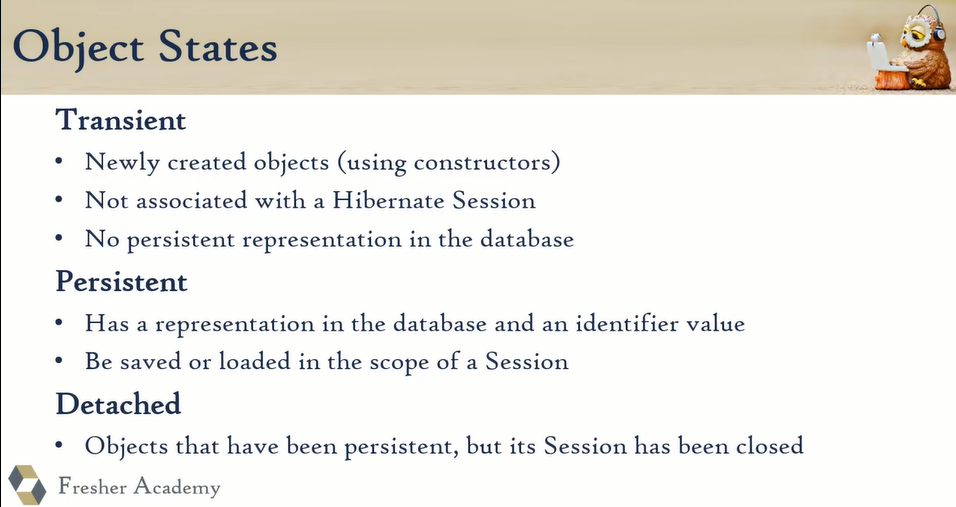 Object States
Transient
• Newly created objects (using constructors)
• Not associated with a Hibernate Session
• No persistent representation in the database
Persistent
• Has a representation in the database and an identifier value
• Be saved or loaded in the scope of a Session
Detached
• Objects that have been persistent, but its Session has been closed
Fresher Academy